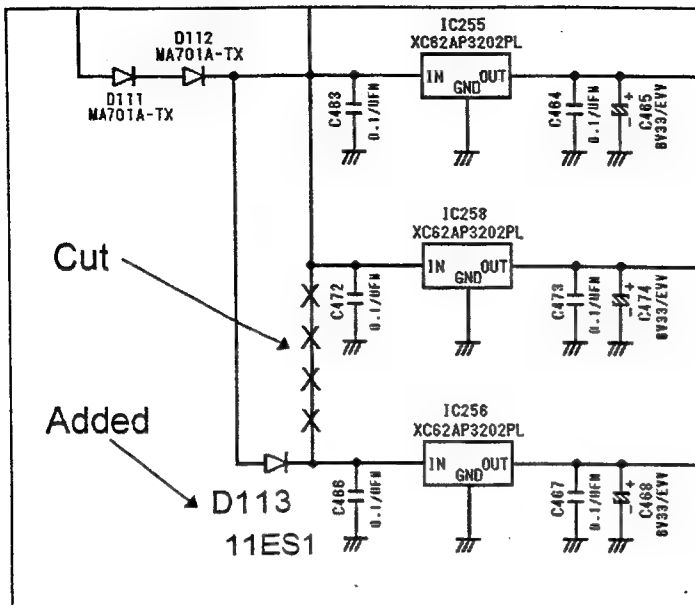 D112
MA701A-TX
D111
MA701A-TX
IC255
XC62AP3202PL
IN
OUT
GND
C463
0.1/UFN
C464
0.1/UFN
C465
6V33/EVV
+
-
Cut
IC258
XC62AP3202PL
IN
OUT
GND
C472
0.1/UFN
C473
0.1/UFN
C474
6V33/EVV
+
-
Added
IC256
XC62AP3202PL
IN
OUT
GND
D113
11ES1
C466
0.1/UFN
C467
0.1/UFN
C468
6V33/EVV
+
-